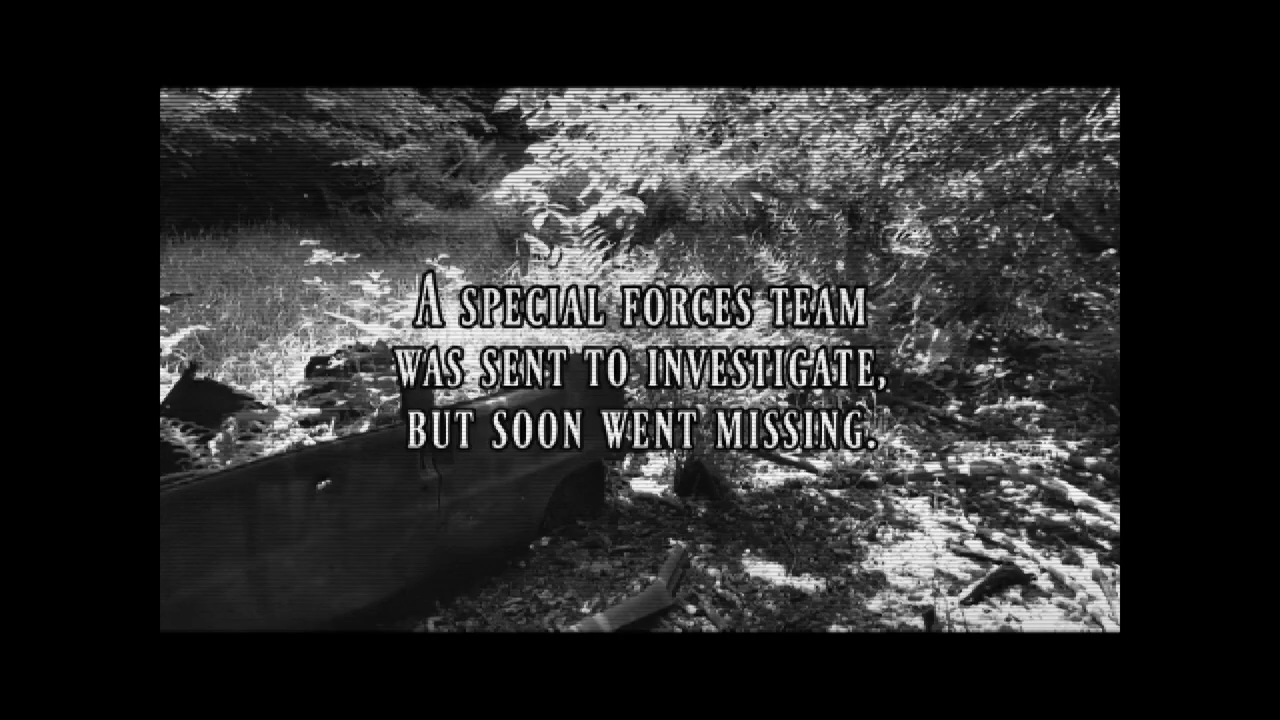 A SPECIAL FORCES TEAM
WAS SENT TO INVESTIGATE,
BUT SOON WENT MISSING.